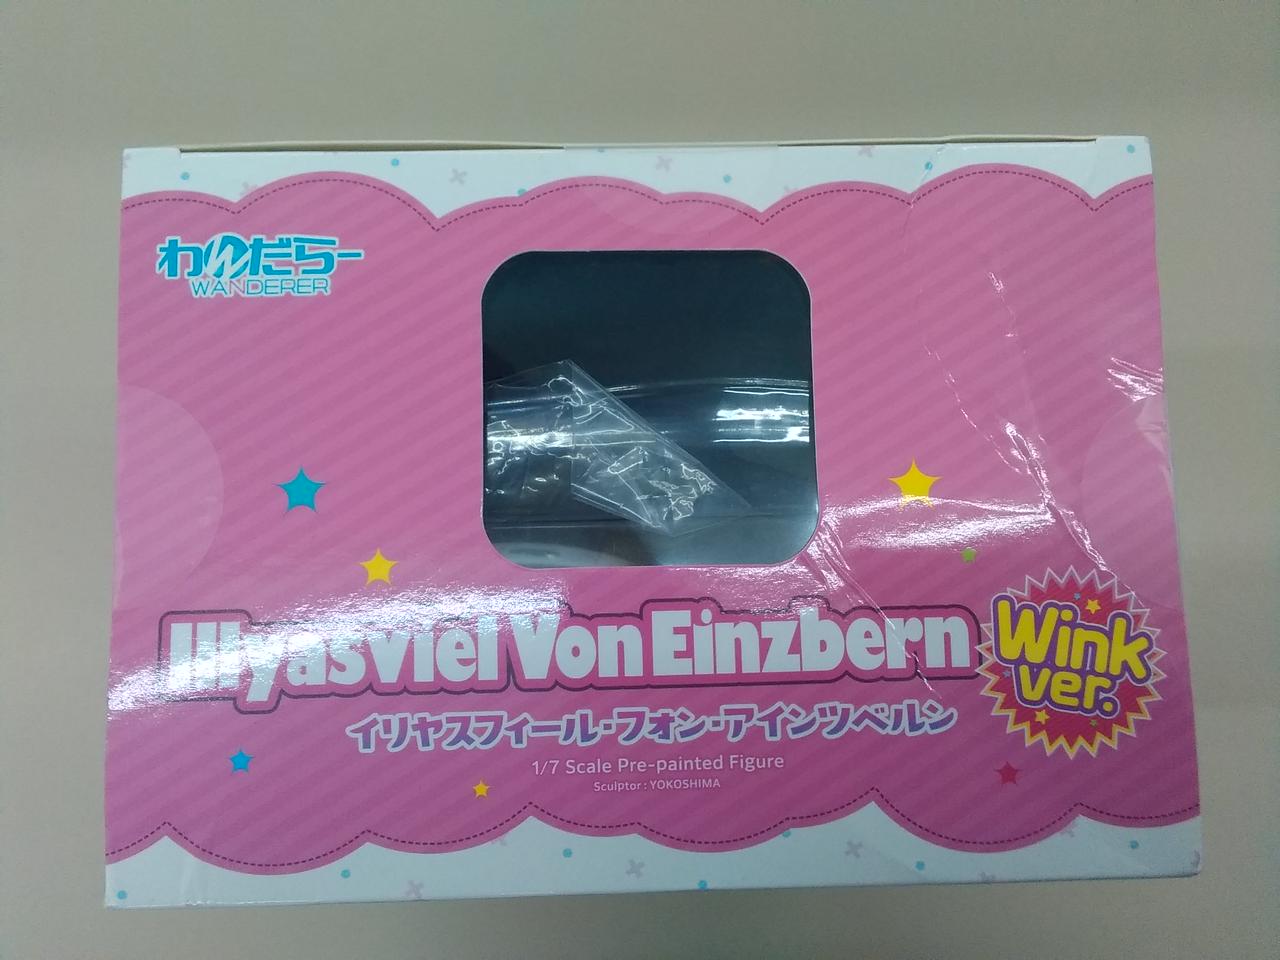 わんだらー
WANDERER
Illyasviel Von Einzbern
Wink
ver.
イリヤスフィール・フォン・アインツベルン
1/7 Scale Pre-painted Figure
Sculptor : YOKOSHIMA